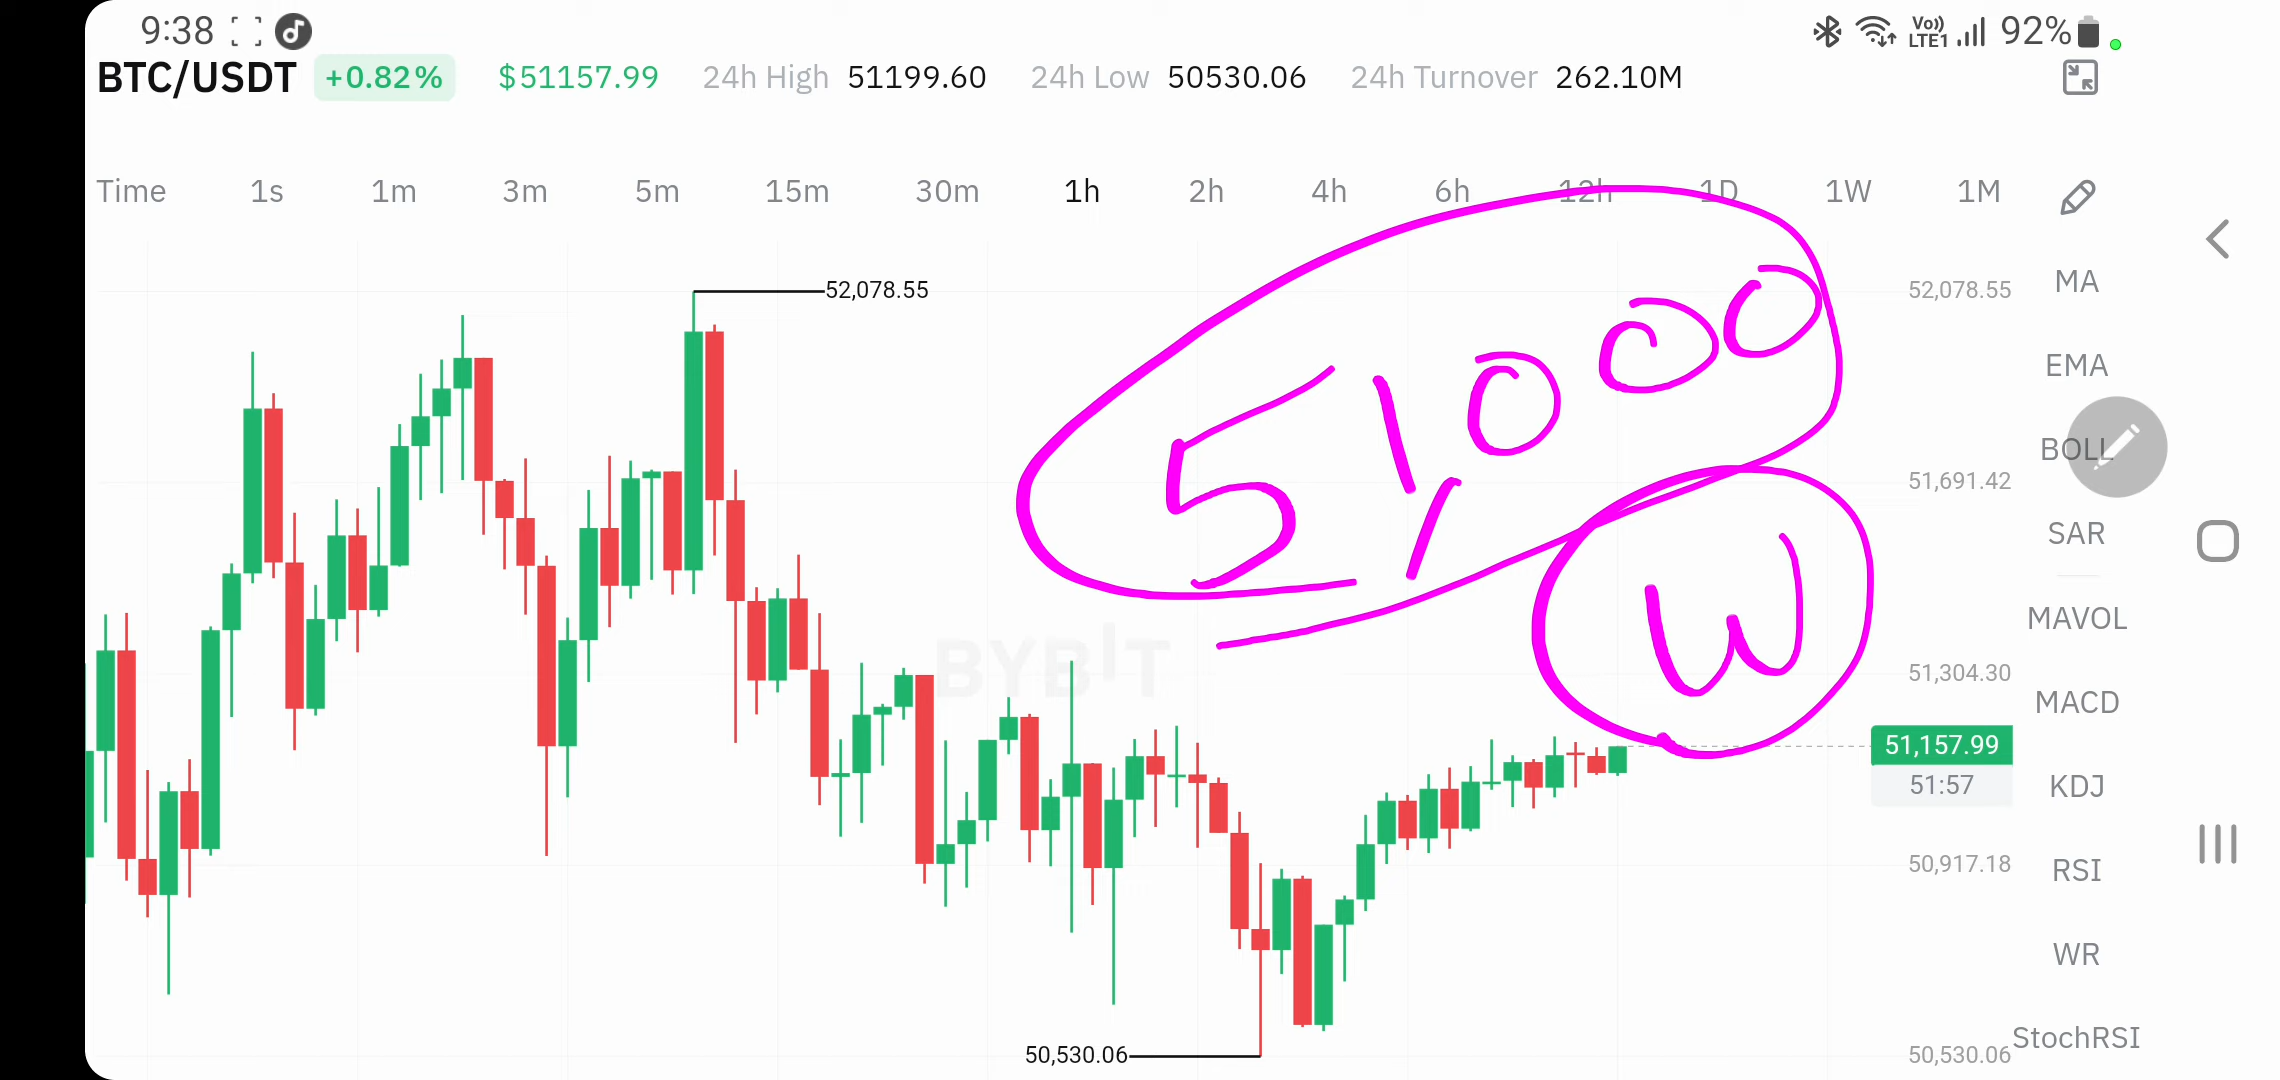 9:38 Vo)) LTE1 92%
BTC/USDT +0.82% $51157.99 24h High 51199.60 24h Low 50530.06 24h Turnover 262.10M
Time 1s 1m 3m 5m 15m 30m 1h 2h 4h 6h 12h 1D 1W 1M
52,078.55
52,078.55
MA
EMA
51,000
BOLL
51,691.42
SAR
W
MAVOL
BYBIT
51,304.30
MACD
51,157.99
51:57
KDJ
50,917.18
RSI
WR
50,530.06
50,530.06
StochRSI